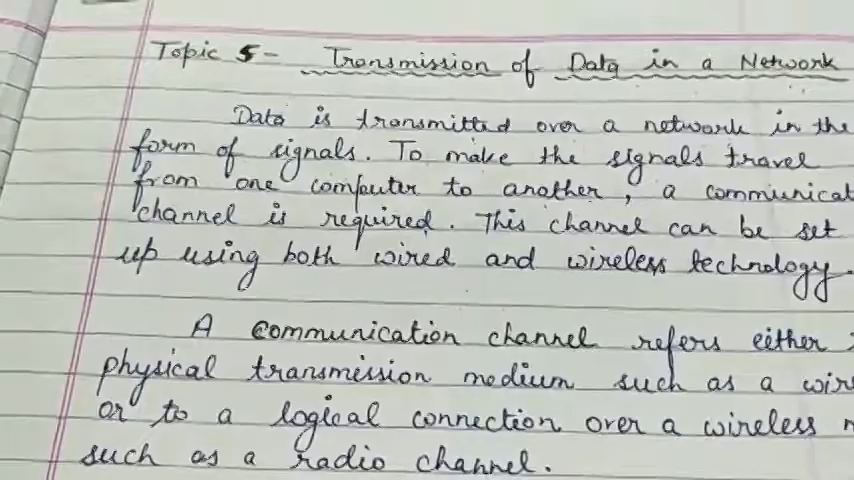 Topic 5- Transmission of Data in a Network
Data is transmitted over a network in the
form of signals. To make the signals travel
from one computer to another, a communicat
channel is required. This channel can be set
up using both wired and wireless technology.
A communication channel refers either
physical transmission medium such as a wire
or to a logical connection over a wireless
such as a radio channel.